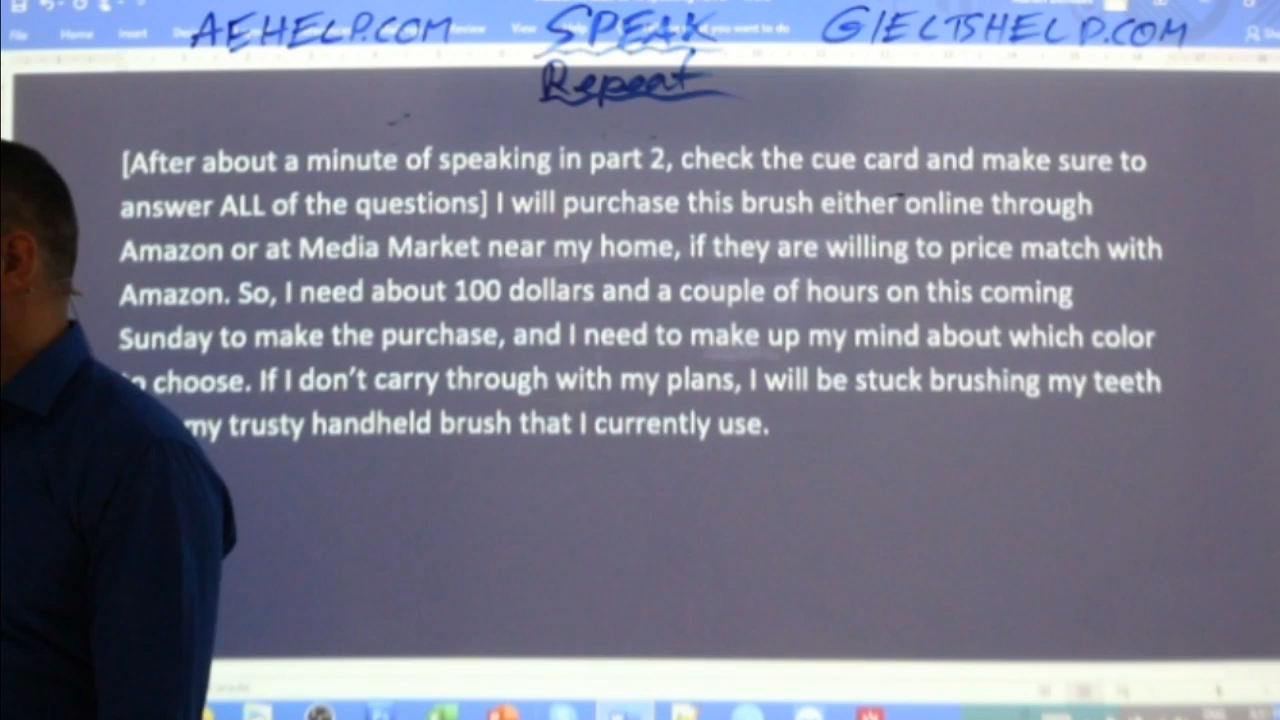 AEHELP.COM SPEAK GIELTSHELP.COM
File Home Insert View
Repeat
[After about a minute of speaking in part 2, check the cue card and make sure to
answer ALL of the questions] I will purchase this brush either online through
Amazon or at Media Market near my home, if they are willing to price match with
Amazon. So, I need about 100 dollars and a couple of hours on this coming
Sunday to make the purchase, and I need to make up my mind about which color
choose. If I don't carry through with my plans, I will be stuck brushing my teeth
my trusty handheld brush that I currently use.